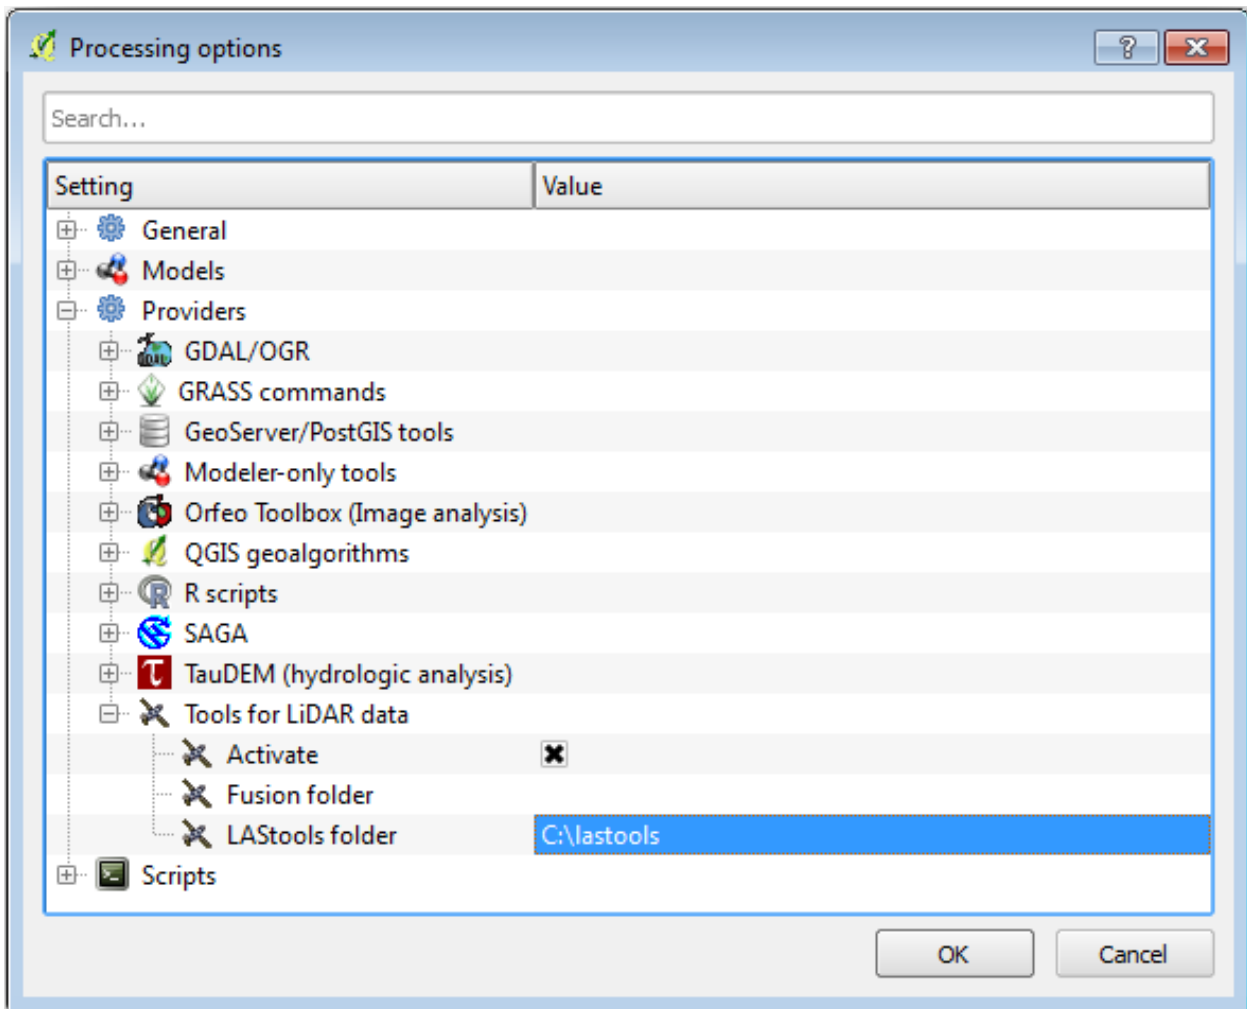 Processing options
Search...
Setting Value
General
Models
Providers
GDAL/OGR
GRASS commands
GeoServer/PostGIS tools
Modeler-only tools
Orfeo Toolbox (Image analysis)
QGIS geoalgorithms
R scripts
SAGA
TauDEM (hydrologic analysis)
Tools for LiDAR data
Activate
Fusion folder
LAStools folder C:\lastools
Scripts
OK Cancel